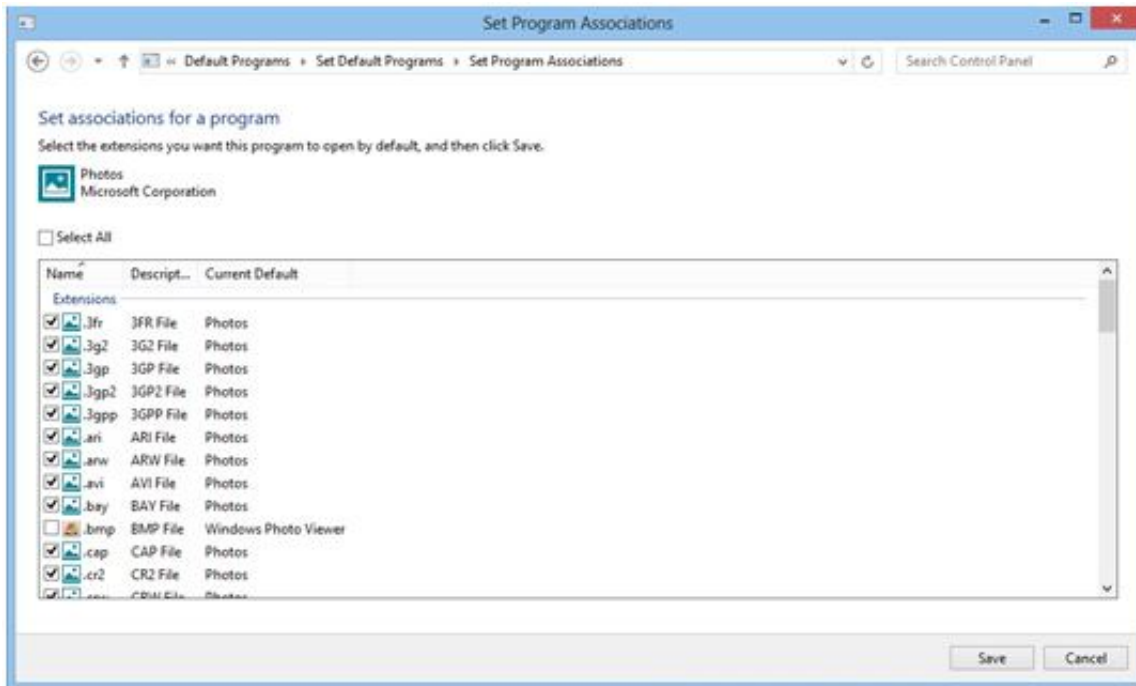 Set Program Associations
« Default Programs › Set Default Programs › Set Program Associations
Search Control Panel
Set associations for a program
Select the extensions you want this program to open by default, and then click Save.
Photos
Microsoft Corporation
Select All
Name Descript... Current Default
Extensions
.3fr 3FR File Photos
.3g2 3G2 File Photos
.3gp 3GP File Photos
.3gp2 3GP2 File Photos
.3gpp 3GPP File Photos
.ari ARI File Photos
.arw ARW File Photos
.avi AVI File Photos
.bay BAY File Photos
.bmp BMP File Windows Photo Viewer
.cap CAP File Photos
.cr2 CR2 File Photos
.crw CRW File Photos
Save Cancel